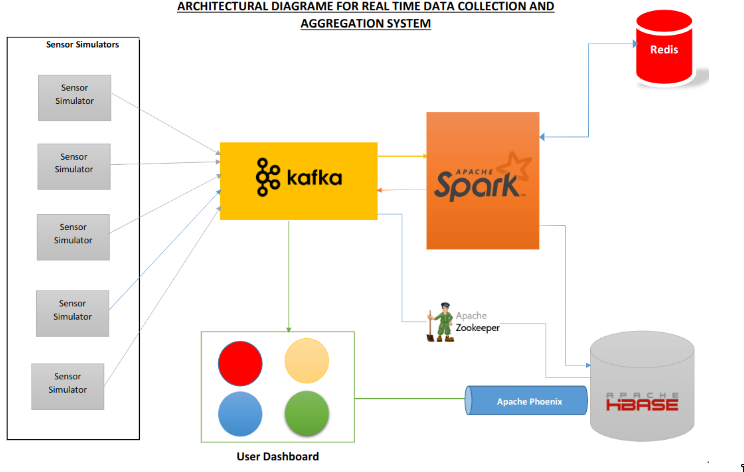 ARCHITECTURAL DIAGRAME FOR REAL TIME DATA COLLECTION AND
AGGREGATION SYSTEM
Sensor Simulators
Redis
Sensor
Simulator
Sensor
Simulator
Sensor
Simulator
Sensor
Simulator
Sensor
Simulator
kafka
APACHE
Spark
Apache
Zookeeper
Apache Phoenix
APACHE
HBASE
User Dashboard